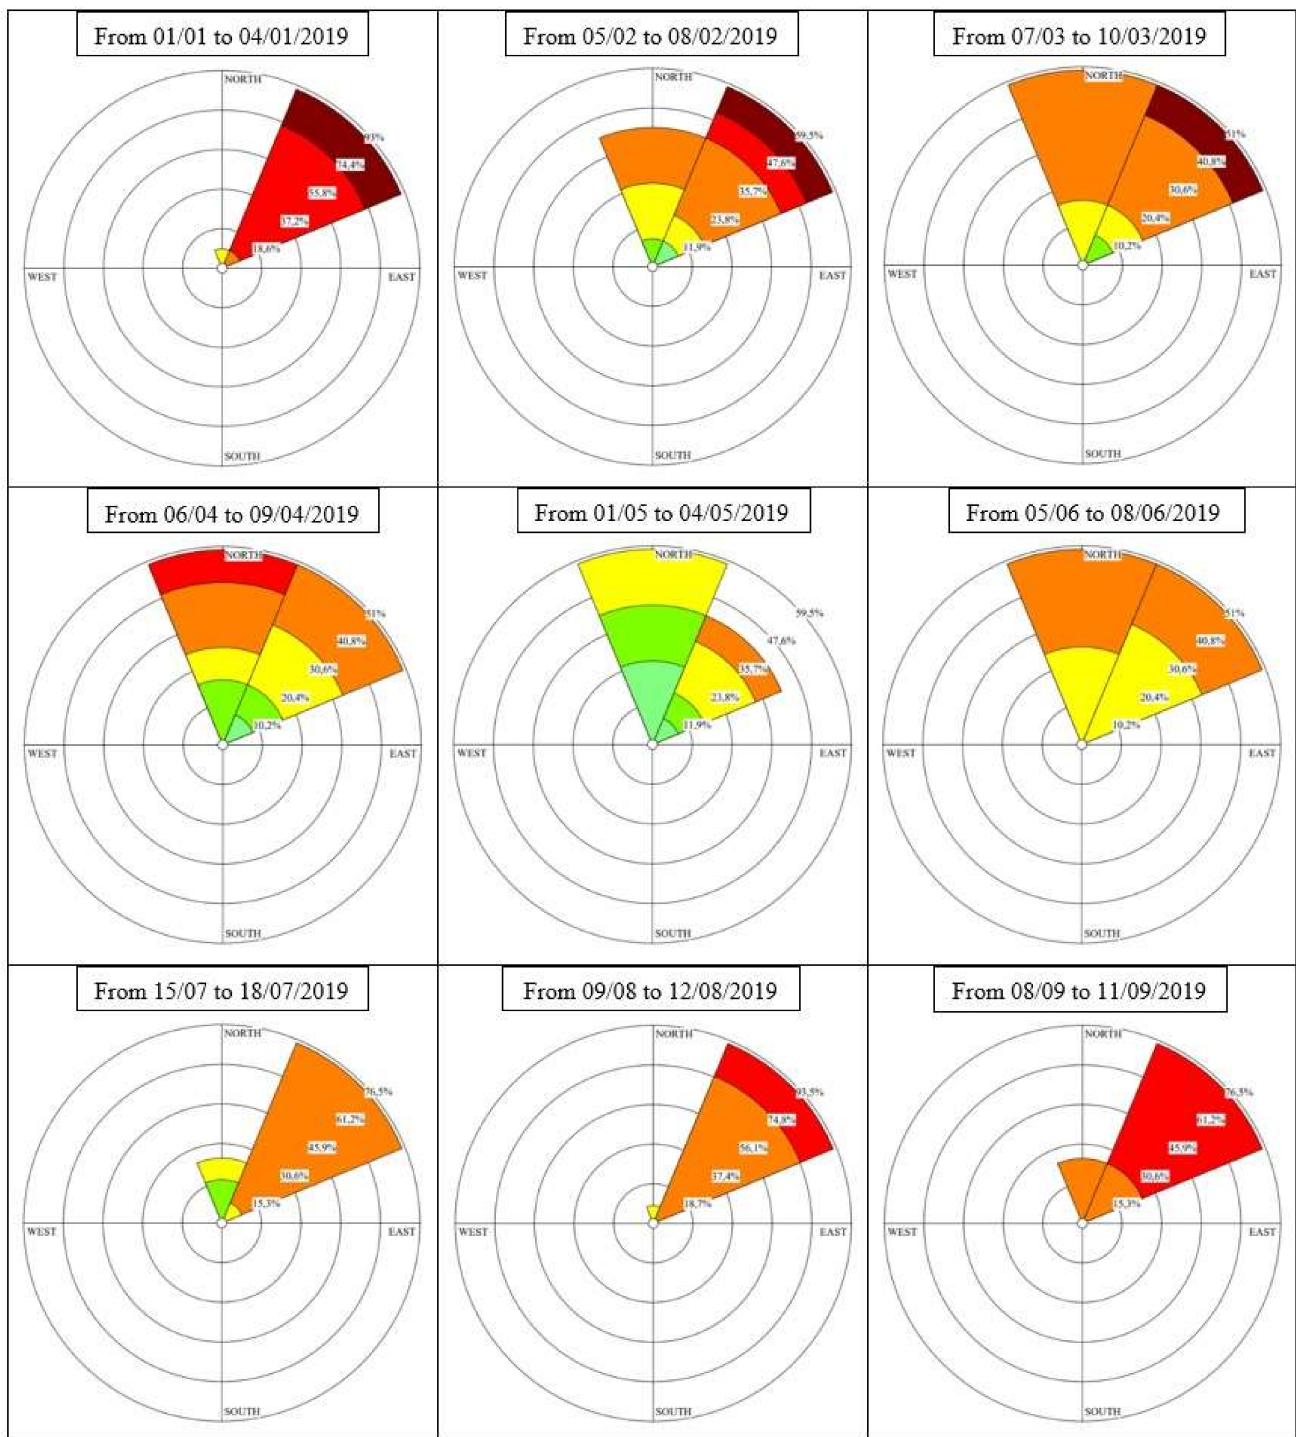 From 01/01 to 04/01/2019
NORTH
93%
74,4%
55,8%
37,2%
18,6%
WEST
EAST
SOUTH
From 05/02 to 08/02/2019
NORTH
59,5%
47,6%
35,7%
23,8%
11,9%
WEST
EAST
SOUTH
From 07/03 to 10/03/2019
NORTH
51%
40,8%
30,6%
20,4%
10,2%
WEST
EAST
SOUTH
From 06/04 to 09/04/2019
NORTH
51%
40,8%
30,6%
20,4%
10,2%
WEST
EAST
SOUTH
From 01/05 to 04/05/2019
NORTH
59,5%
47,6%
35,7%
23,8%
11,9%
WEST
EAST
SOUTH
From 05/06 to 08/06/2019
NORTH
51%
40,8%
30,6%
20,4%
10,2%
WEST
EAST
SOUTH
From 15/07 to 18/07/2019
NORTH
76,5%
61,2%
45,9%
30,6%
15,3%
WEST
EAST
SOUTH
From 09/08 to 12/08/2019
NORTH
93,5%
74,8%
56,1%
37,4%
18,7%
WEST
EAST
SOUTH
From 08/09 to 11/09/2019
NORTH
76,5%
61,2%
45,9%
30,6%
15,3%
WEST
EAST
SOUTH